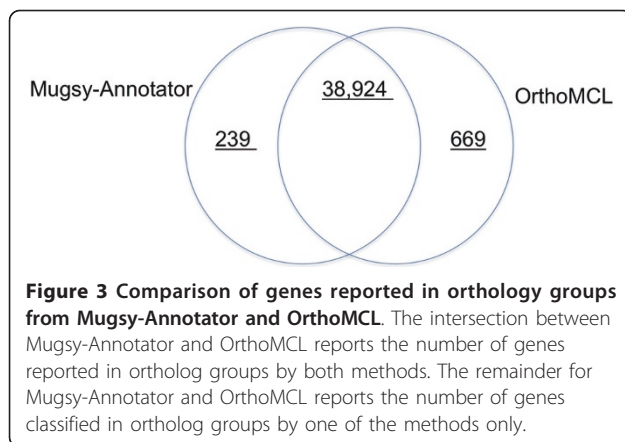 Mugsy-Annotator
38,924
OrthoMCL
239
669
Figure 3 Comparison of genes reported in orthology groups
from Mugsy-Annotator and OrthoMCL. The intersection between
Mugsy-Annotator and OrthoMCL reports the number of genes
reported in ortholog groups by both methods. The remainder for
Mugsy-Annotator and OrthoMCL reports the number of genes
classified in ortholog groups by one of the methods only.